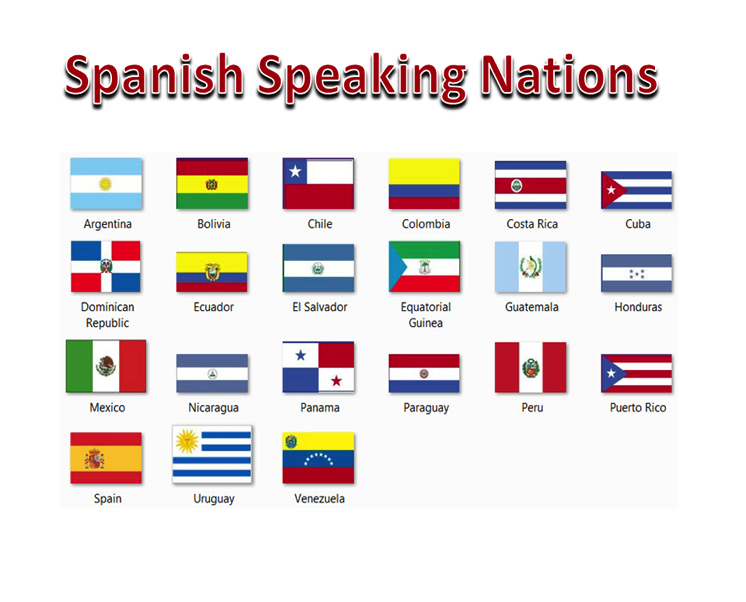 Spanish Speaking Nations
Argentina Bolivia Chile Colombia Costa Rica Cuba
Dominican Republic Ecuador El Salvador Equatorial Guinea Guatemala Honduras
Mexico Nicaragua Panama Paraguay Peru Puerto Rico
Spain Uruguay Venezuela